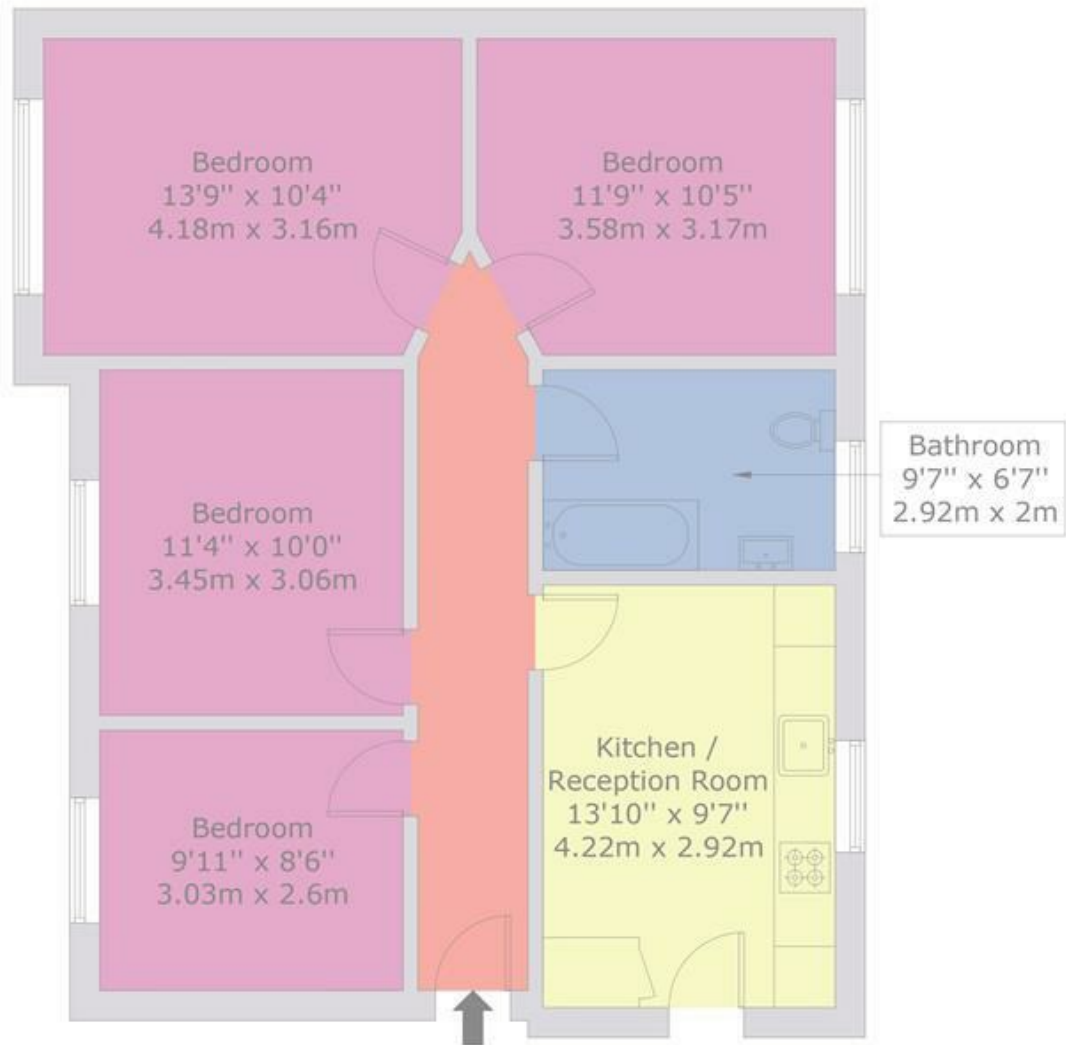 Bedroom
13'9'' x 10'4''
4.18m x 3.16m
Bedroom
11'9'' x 10'5''
3.58m x 3.17m
Bathroom
9'7'' x 6'7''
2.92m x 2m
Bedroom
11'4'' x 10'0''
3.45m x 3.06m
Kitchen /
Reception Room
13'10'' x 9'7''
4.22m x 2.92m
Bedroom
9'11'' x 8'6''
3.03m x 2.6m